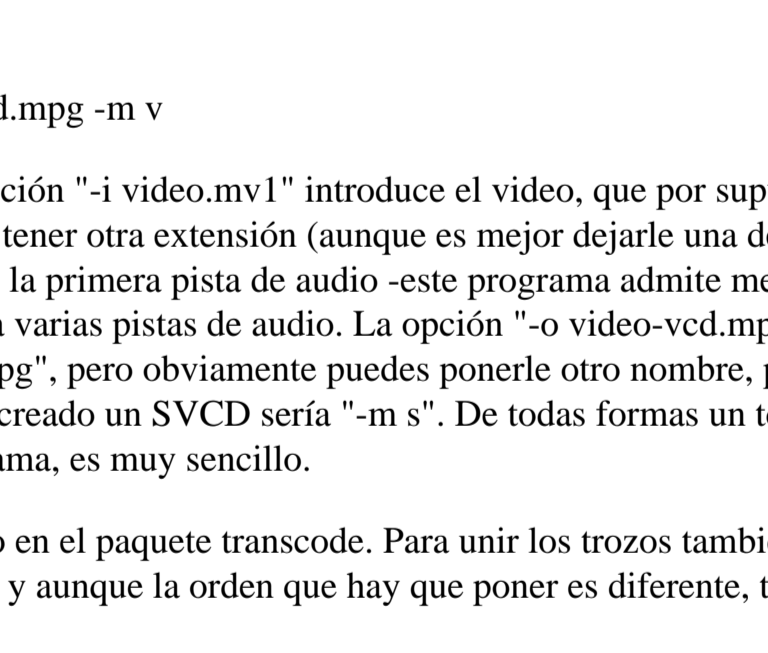 d.mpg -m v
ción "-i video.mv1" introduce el video, que por sup
tener otra extensión (aunque es mejor dejarle una d
la primera pista de audio -este programa admite me
varias pistas de audio. La opción "-o video-vcd.mp
pg", pero obviamente puedes ponerle otro nombre, p
creado un SVCD sería "-m s". De todas formas un t
ama, es muy sencillo.
o en el paquete transcode. Para unir los trozos tambi
y aunque la orden que hay que poner es diferente, t